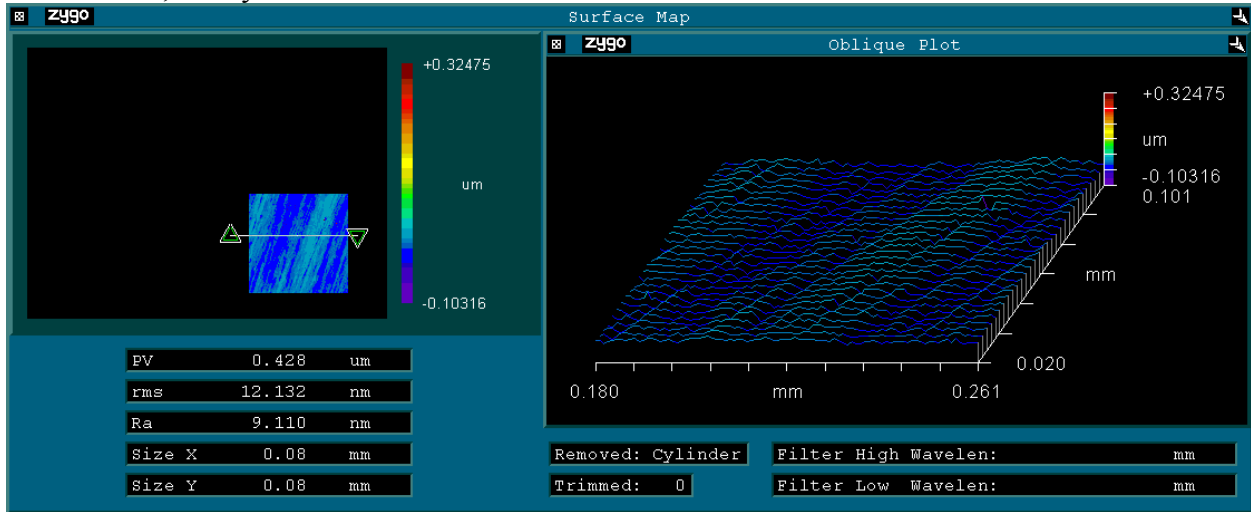 zygo Surface Map
+0.32475
um
-0.10316
zygo Oblique Plot
+0.32475
um
-0.10316
0.101
mm
0.020
0.180 mm 0.261
PV 0.428 um
rms 12.132 nm
Ra 9.110 nm
Size X 0.08 mm
Size Y 0.08 mm
Removed: Cylinder
Trimmed: 0
Filter High Wavelen: mm
Filter Low Wavelen: mm